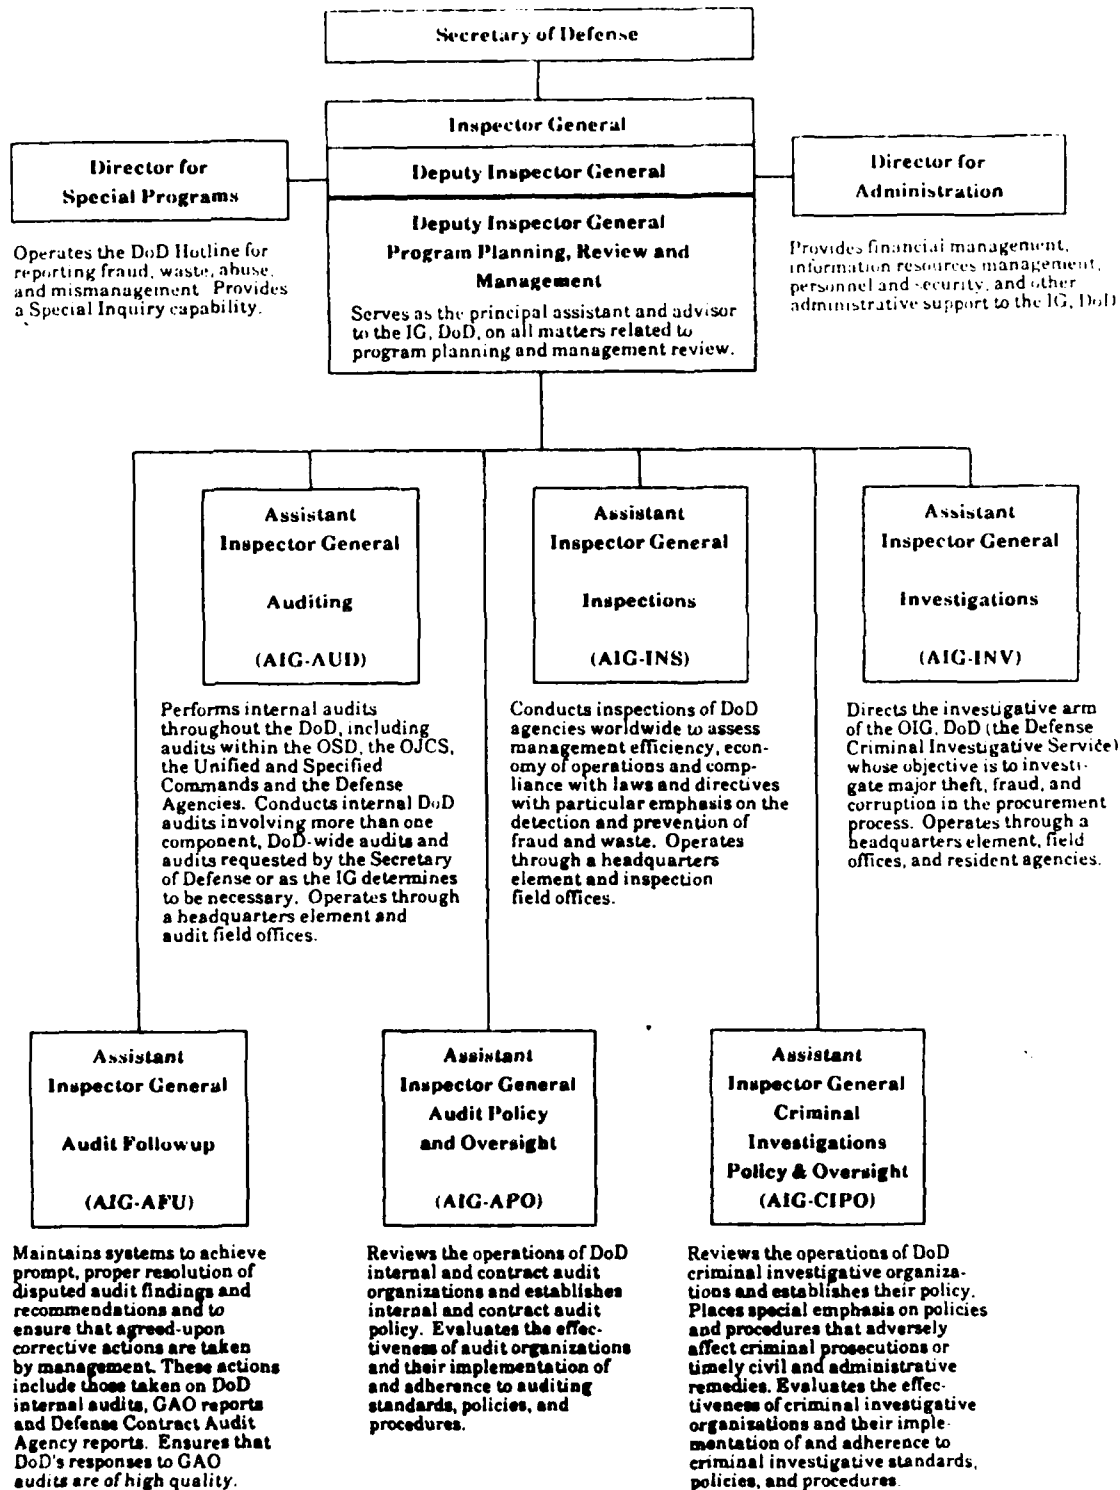 Secretary of Defense
Inspector General
Deputy Inspector General
Deputy Inspector General
Program Planning, Review and
Management
Serves as the principal assistant and advisor
to the IG, DoD, on all matters related to
program planning and management review.
Director for
Special Programs
Operates the DoD Hotline for
reporting fraud, waste, abuse,
and mismanagement. Provides
a Special Inquiry capability.
Director for
Administration
Provides financial management,
information resources management,
personnel and security, and other
administrative support to the IG, DoD
Assistant
Inspector General
Auditing
(AIG-AUD)
Performs internal audits
throughout the DoD, including
audits within the OSD, the OJCS,
the Unified and Specified
Commands and the Defense
Agencies. Conducts internal DoD
audits involving more than one
component, DoD-wide audits and
audits requested by the Secretary
of Defense or as the IG determines
to be necessary. Operates through
a headquarters element and
audit field offices.
Assistant
Inspector General
Inspections
(AIG-INS)
Conducts inspections of DoD
agencies worldwide to assess
management efficiency, econ-
omy of operations and comp-
liance with laws and directives
with particular emphasis on the
detection and prevention of
fraud and waste. Operates
through a headquarters
element and inspection
field offices.
Assistant
Inspector General
Investigations
(AIG-INV)
Directs the investigative arm
of the OIG, DoD (the Defense
Criminal Investigative Service)
whose objective is to investi-
gate major theft, fraud, and
corruption in the procurement
process. Operates through a
headquarters element, field
offices, and resident agencies.
Assistant
Inspector General
Audit Followup
(AIG-AFU)
Maintains systems to achieve
prompt, proper resolution of
disputed audit findings and
recommendations and to
ensure that agreed-upon
corrective actions are taken
by management. These actions
include those taken on DoD
internal audits, GAO reports
and Defense Contract Audit
Agency reports. Ensures that
DoD's responses to GAO
audits are of high quality.
Assistant
Inspector General
Audit Policy
and Oversight
(AIG-APO)
Reviews the operations of DoD
internal and contract audit
organizations and establishes
internal and contract audit
policy. Evaluates the effec-
tiveness of audit organizations
and their implementation of
and adherence to auditing
standards, policies, and
procedures.
Assistant
Inspector General
Criminal
Investigations
Policy & Oversight
(AIG-CIPO)
Reviews the operations of DoD
criminal investigative organiza-
tions and establishes their policy.
Places special emphasis on policies
and procedures that adversely
affect criminal prosecutions or
timely civil and administrative
remedies. Evaluates the effec-
tiveness of criminal investigative
organizations and their imple-
mentation of and adherence to
criminal investigative standards,
policies, and procedures.